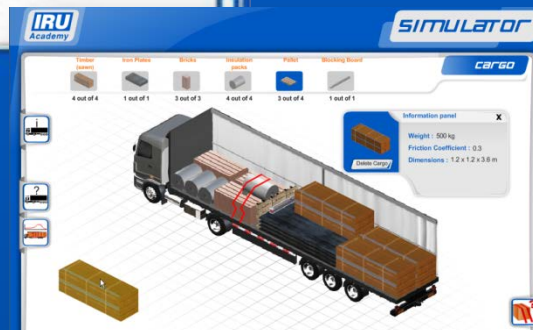 IRU
Academy
SIMULATOR
CARGO
Timber (sawn) Iron Plates Bricks Insulation packs Pallet Blocking Board
4 out of 4 1 out of 1 3 out of 3 4 out of 4 3 out of 4 1 out of 1
Information panel X
Weight : 500 kg
Friction Coefficient : 0.3
Dimensions : 1.2 x 1.2 x 3.6 m
Delete Cargo
i
?